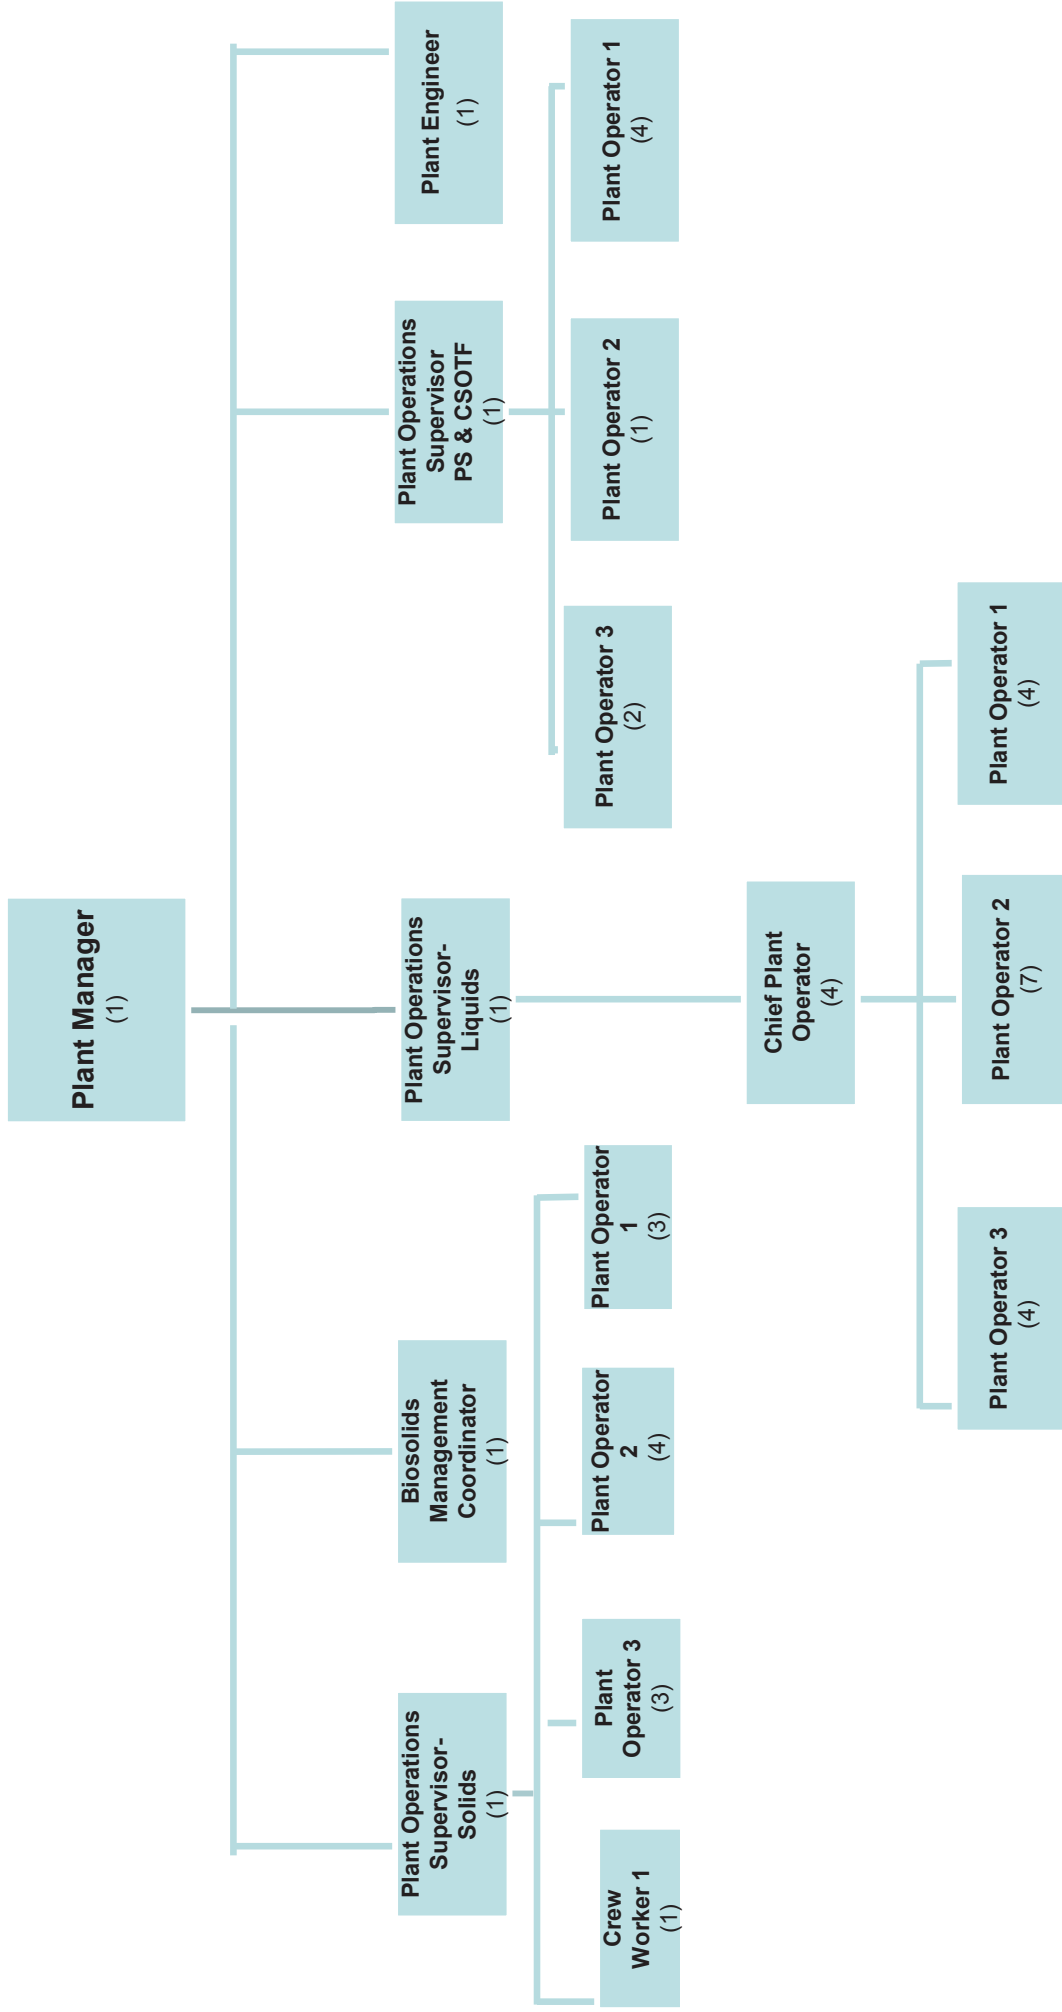 Plant Manager
(1)
Plant Operations
Supervisor-
Solids
(1)
Biosolids
Management
Coordinator
(1)
Plant Operations
Supervisor-
Liquids
(1)
Plant Operations
Supervisor
PS & CSOTF
(1)
Plant Engineer
(1)
Crew
Worker 1
(1)
Plant
Operator 3
(3)
Plant Operator
2
(4)
Plant Operator
1
(3)
Plant Operator 3
(2)
Plant Operator 2
(1)
Plant Operator 1
(4)
Chief Plant
Operator
(4)
Plant Operator 3
(4)
Plant Operator 2
(7)
Plant Operator 1
(4)